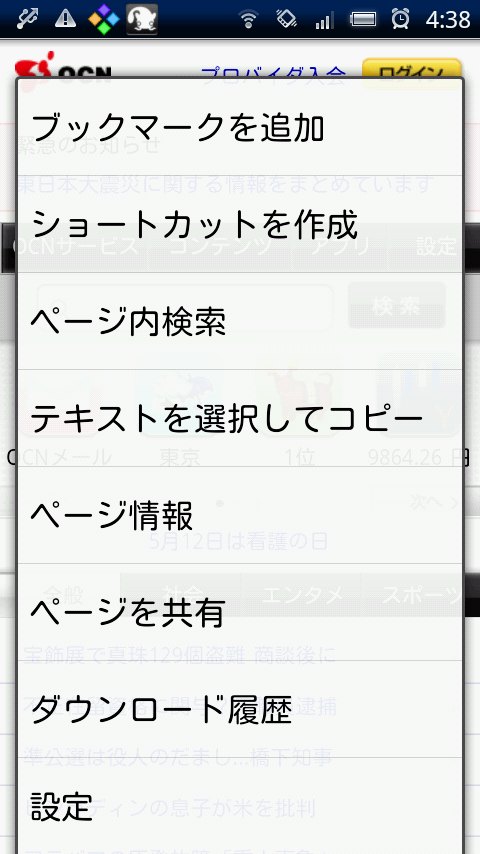 4:38
OCN
プロバイダ入会
ログイン
ブックマークを追加
緊急のお知らせ
東日本大震災に関する情報をまとめています
ショートカットを作成
OCNサービス コンテンツ アプリ 設定
検索
ページ内検索
テキストを選択してコピー
OCNメール 東京 1位 9864.26 円
ページ情報
次へ
5月12日は看護の日
全般 社会 エンタメ スポーツ
ページを共有
宝飾展で真珠129個盗難 商談後に
ダウンロード履歴
逮捕
準公選は役人のだまし...橋下知事
設定
ディンの息子が米を批判